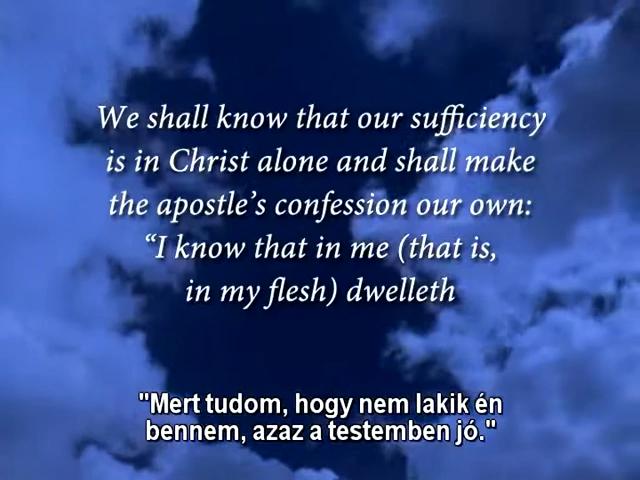 We shall know that our sufficiency
is in Christ alone and shall make
the apostle’s confession our own:
“I know that in me (that is,
in my flesh) dwelleth
"Mert tudom, hogy nem lakik én
bennem, azaz a testemben jó."